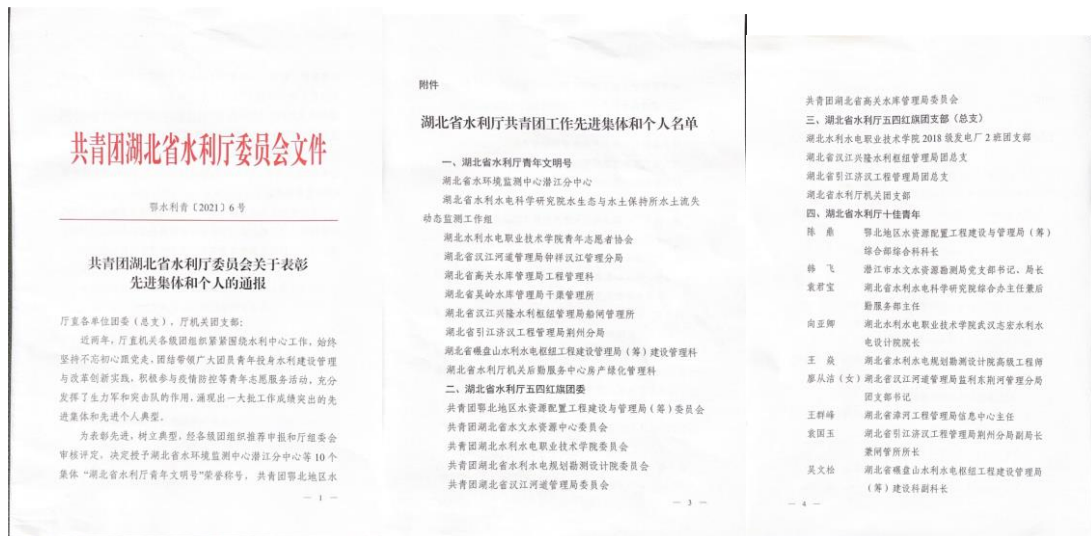 共青团湖北省水利厅委员会文件
鄂水利青〔2021〕6号
共青团湖北省水利厅委员会关于表彰
先进集体和个人的通报
厅直各单位团委（总支），厅机关团支部：
近两年，厅直机关各级团组织紧紧围绕水利中心工作，始终
坚持不忘初心跟党走，团结带领广大团员青年投身水利建设管理
与改革创新实践，积极参与疫情防控等青年志愿服务活动，充分
发挥了生力军和突击队的作用，涌现出一大批工作成绩突出的先
进集体和先进个人典型。
为表彰先进，树立典型，经各级团组织推荐申报和厅组委会
审核评定，决定授予湖北省水环境监测中心潜江分中心等10个
集体“湖北省水利厅青年文明号”荣誉称号，共青团鄂北地区水
— 1 —
附件
湖北省水利厅共青团工作先进集体和个人名单
一、湖北省水利厅青年文明号
湖北省水环境监测中心潜江分中心
湖北省水利水电科学研究院水生态与水土保持所水土流失
动态监测工作组
湖北水利水电职业技术学院青年志愿者协会
湖北省汉江河道管理局钟祥汉江管理分局
湖北省高关水库管理局工程管理科
湖北省吴岭水库管理局干渠管理所
湖北省汉江兴隆水利枢纽管理局船闸管理所
湖北省引江济汉工程管理局荆州分局
湖北省碾盘山水利水电枢纽工程建设管理局（筹）建设管理科
湖北省水利厅机关后勤服务中心房产绿化管理科
二、湖北省水利厅五四红旗团委
共青团鄂北地区水资源配置工程建设与管理局（筹）委员会
共青团湖北省水文水资源中心委员会
共青团湖北水利水电职业技术学院委员会
共青团湖北省水利水电规划勘测设计院委员会
共青团湖北省汉江河道管理局委员会
— 3 —
共青团湖北省高关水库管理局委员会
三、湖北省水利厅五四红旗团支部（总支）
湖北水利水电职业技术学院2018级发电厂2班团支部
湖北省汉江兴隆水利枢纽管理局团总支
湖北省引江济汉工程管理局团总支
湖北省水利厅机关团支部
四、湖北省水利厅十佳青年
陈 鼎 鄂北地区水资源配置工程建设与管理局（筹）
综合部综合科科长
韩 飞 潜江市水文水资源勘测局党支部书记、局长
袁君宝 湖北省水利水电科学研究院综合办主任兼后
勤服务部主任
向亚卿 湖北水利水电职业技术学院武汉志宏水利水
电设计院院长
王 焱 湖北省水利水电规划勘测设计院高级工程师
廖从洁（女）湖北省汉江河道管理局监利东荆河管理分局
团支部书记
王群峰 湖北省漳河工程管理局信息中心主任
袁国玉 湖北省引江济汉工程管理局荆州分局副局长
兼闸管所所长
吴文检 湖北省碾盘山水利水电枢纽工程建设管理局
（筹）建设科副科长
— 4 —